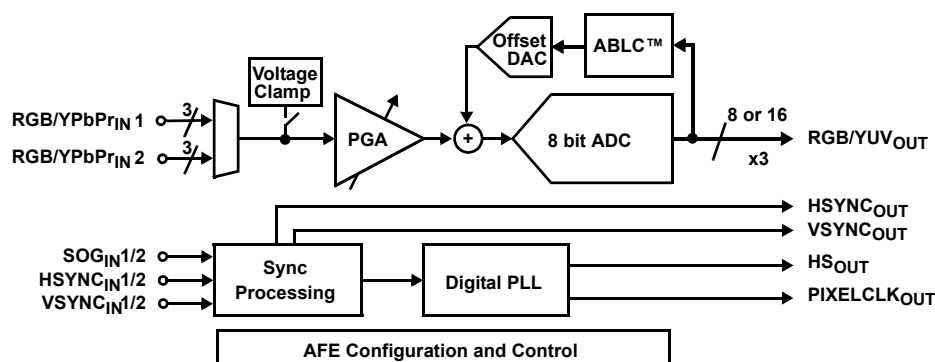 Offset
DAC
ABLC™
Voltage
Clamp
RGB/YPbPrIN 1
3
RGB/YPbPrIN 2
3
PGA
+
8 bit ADC
8 or 16
x3
RGB/YUVOUT
HSYNCOUT
VSYNCOUT
SOGIN1/2
HSYNCIN1/2
VSYNCIN1/2
Sync
Processing
Digital PLL
HSOUT
PIXELCLKOUT
AFE Configuration and Control